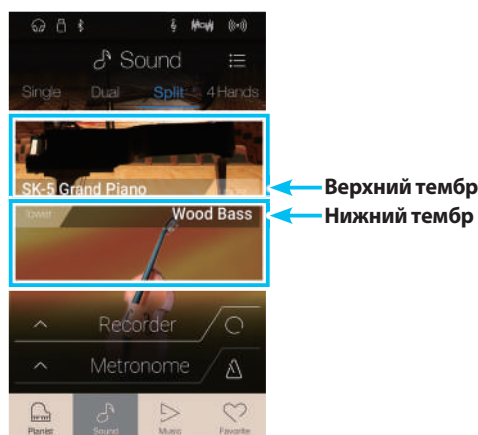 Sound
Single Dual Split 4 Hands
SK-5 Grand Piano
Верхний тембр
lower Wood Bass
Нижний тембр
Recorder
Metronome
Pianist Sound Music Favorite